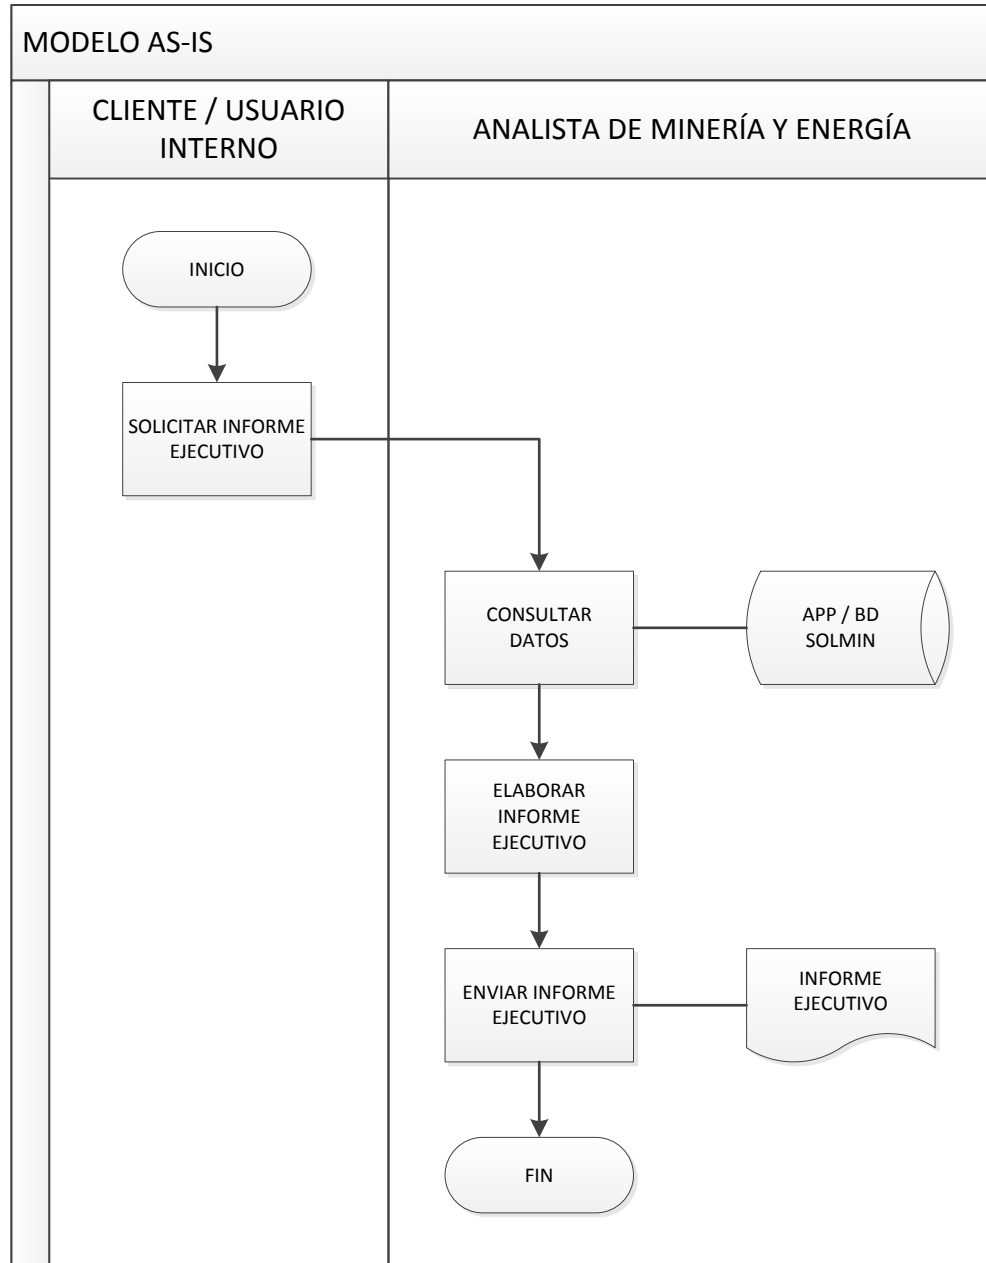 MODELO AS-IS
CLIENTE / USUARIO
INTERNO
ANALISTA DE MINERÍA Y ENERGÍA
INICIO
SOLICITAR INFORME
EJECUTIVO
CONSULTAR
DATOS
APP / BD
SOLMIN
ELABORAR
INFORME
EJECUTIVO
ENVIAR INFORME
EJECUTIVO
INFORME
EJECUTIVO
FIN